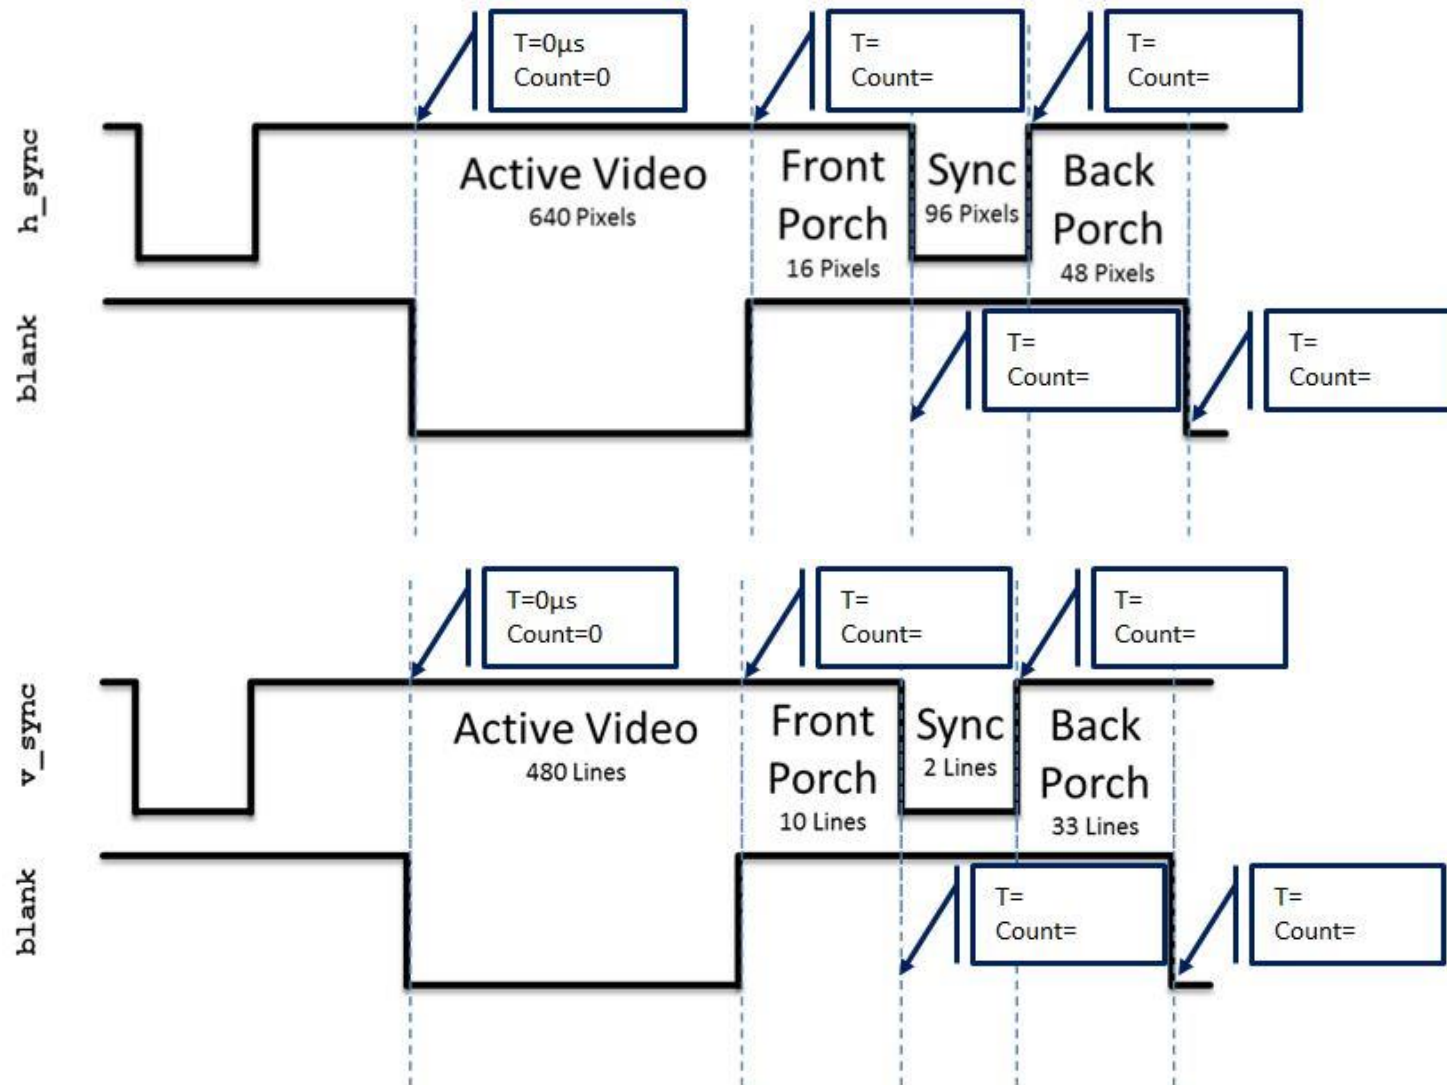 T=0µs
Count=0
T=
Count=
T=
Count=
h_sync
Active Video
640 Pixels
Front
Porch
16 Pixels
Sync
96 Pixels
Back
Porch
48 Pixels
blank
T=
Count=
T=
Count=
T=0µs
Count=0
T=
Count=
T=
Count=
v_sync
Active Video
480 Lines
Front
Porch
10 Lines
Sync
2 Lines
Back
Porch
33 Lines
blank
T=
Count=
T=
Count=